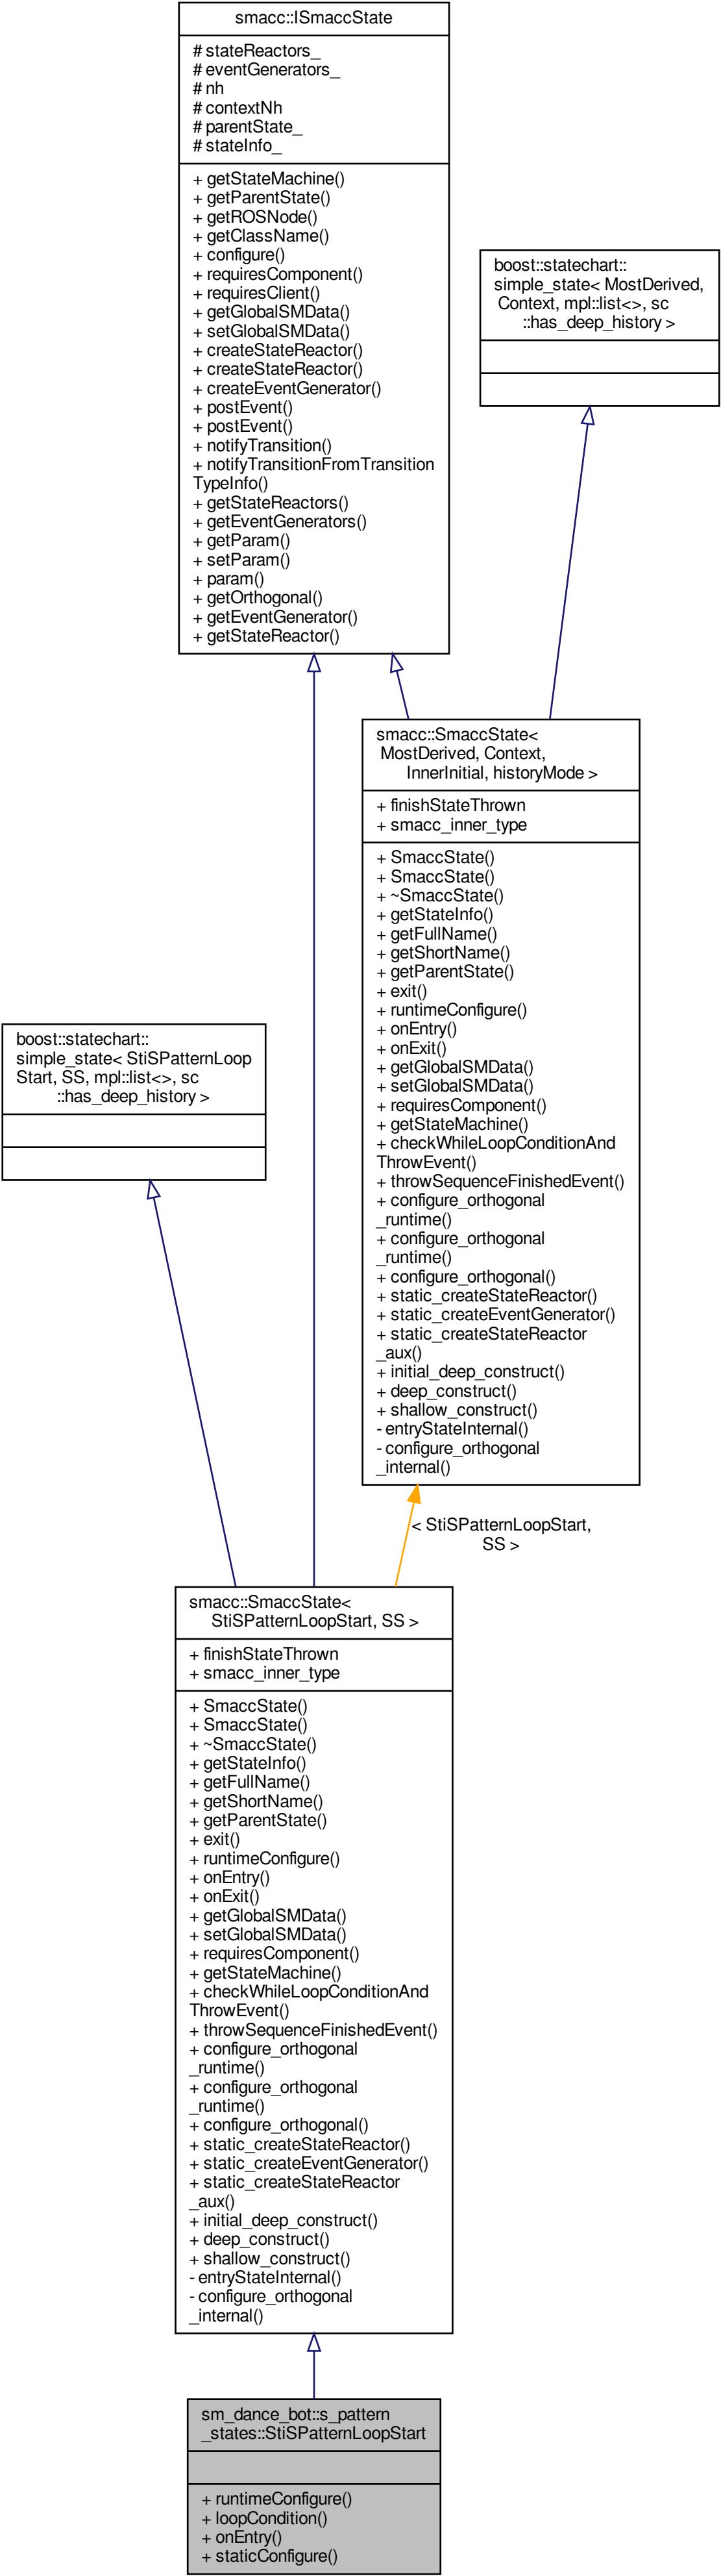 smacc::ISmaccState
# stateReactors_
# eventGenerators_
# nh
# contextNh
# parentState_
# stateInfo_
+ getStateMachine()
+ getParentState()
+ getROSNode()
+ getClassName()
+ configure()
+ requiresComponent()
+ requiresClient()
+ getGlobalSMData()
+ setGlobalSMData()
+ createStateReactor()
+ createStateReactor()
+ createEventGenerator()
+ postEvent()
+ postEvent()
+ notifyTransition()
+ notifyTransitionFromTransition
TypeInfo()
+ getStateReactors()
+ getEventGenerators()
+ getParam()
+ setParam()
+ param()
+ getOrthogonal()
+ getEventGenerator()
+ getStateReactor()
boost::statechart::
simple_state< MostDerived,
Context, mpl::list<>, sc
::has_deep_history >
smacc::SmaccState<
MostDerived, Context,
InnerInitial, historyMode >
+ finishStateThrown
+ smacc_inner_type
+ SmaccState()
+ SmaccState()
+ ~SmaccState()
+ getStateInfo()
+ getFullName()
+ getShortName()
+ getParentState()
+ exit()
+ runtimeConfigure()
+ onEntry()
+ onExit()
+ getGlobalSMData()
+ setGlobalSMData()
+ requiresComponent()
+ getStateMachine()
+ checkWhileLoopConditionAnd
ThrowEvent()
+ throwSequenceFinishedEvent()
+ configure_orthogonal
_runtime()
+ configure_orthogonal
_runtime()
+ configure_orthogonal()
+ static_createStateReactor()
+ static_createEventGenerator()
+ static_createStateReactor
_aux()
+ initial_deep_construct()
+ deep_construct()
+ shallow_construct()
- entryStateInternal()
- configure_orthogonal
_internal()
boost::statechart::
simple_state< StiSPatternLoop
Start, SS, mpl::list<>, sc
::has_deep_history >
< StiSPatternLoopStart,
SS >
smacc::SmaccState<
StiSPatternLoopStart, SS >
+ finishStateThrown
+ smacc_inner_type
+ SmaccState()
+ SmaccState()
+ ~SmaccState()
+ getStateInfo()
+ getFullName()
+ getShortName()
+ getParentState()
+ exit()
+ runtimeConfigure()
+ onEntry()
+ onExit()
+ getGlobalSMData()
+ setGlobalSMData()
+ requiresComponent()
+ getStateMachine()
+ checkWhileLoopConditionAnd
ThrowEvent()
+ throwSequenceFinishedEvent()
+ configure_orthogonal
_runtime()
+ configure_orthogonal
_runtime()
+ configure_orthogonal()
+ static_createStateReactor()
+ static_createEventGenerator()
+ static_createStateReactor
_aux()
+ initial_deep_construct()
+ deep_construct()
+ shallow_construct()
- entryStateInternal()
- configure_orthogonal
_internal()
sm_dance_bot::s_pattern
_states::StiSPatternLoopStart
+ runtimeConfigure()
+ loopCondition()
+ onEntry()
+ staticConfigure()